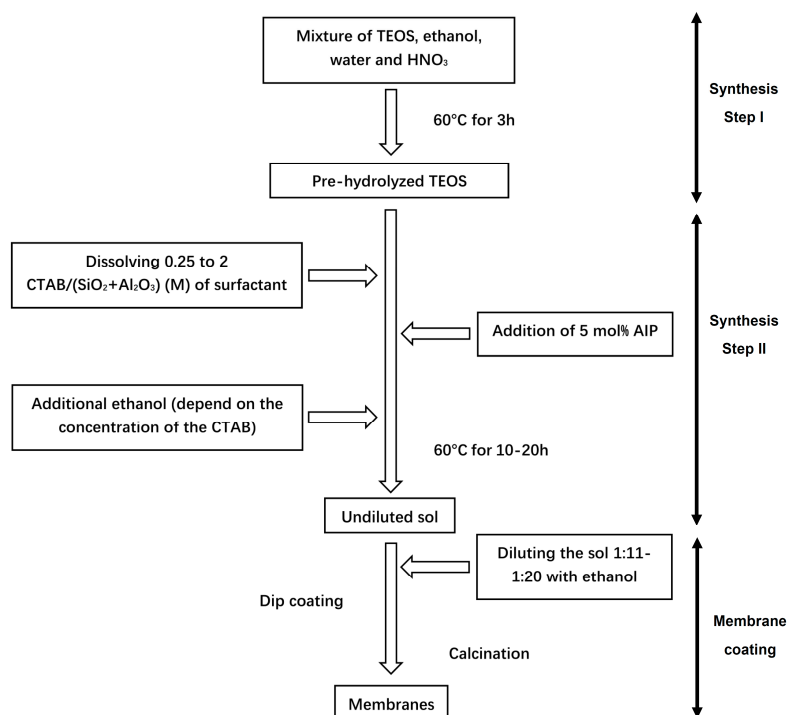 Mixture of TEOS, ethanol,
water and HNO₃
Synthesis
Step I
60°C for 3h
Pre-hydrolyzed TEOS
Dissolving 0.25 to 2
CTAB/(SiO₂+Al₂O₃) (M) of surfactant
Addition of 5 mol% AIP
Synthesis
Step II
Additional ethanol (depend on the
concentration of the CTAB)
60°C for 10-20h
Undiluted sol
Diluting the sol 1:11-
1:20 with ethanol
Dip coating
Membrane
coating
Calcination
Membranes